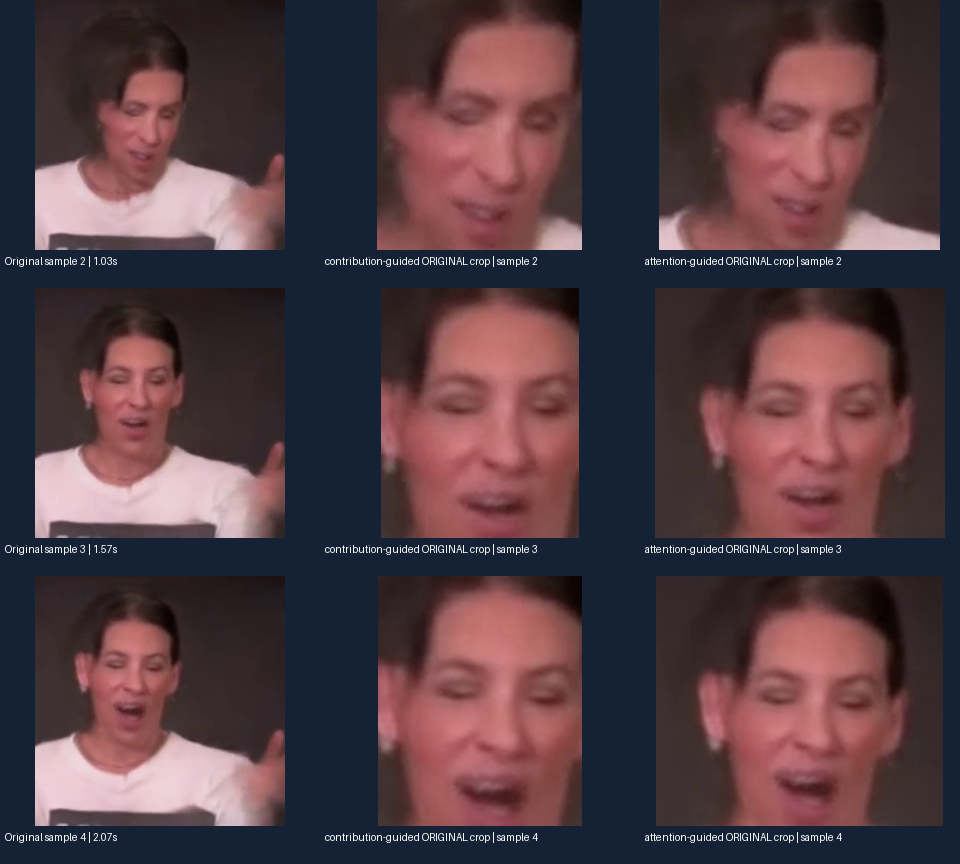 Original sample 2 | 1.03s
contribution-guided ORIGINAL crop | sample 2
attention-guided ORIGINAL crop | sample 2
Original sample 3 | 1.57s
contribution-guided ORIGINAL crop | sample 3
attention-guided ORIGINAL crop | sample 3
Original sample 4 | 2.07s
contribution-guided ORIGINAL crop | sample 4
attention-guided ORIGINAL crop | sample 4